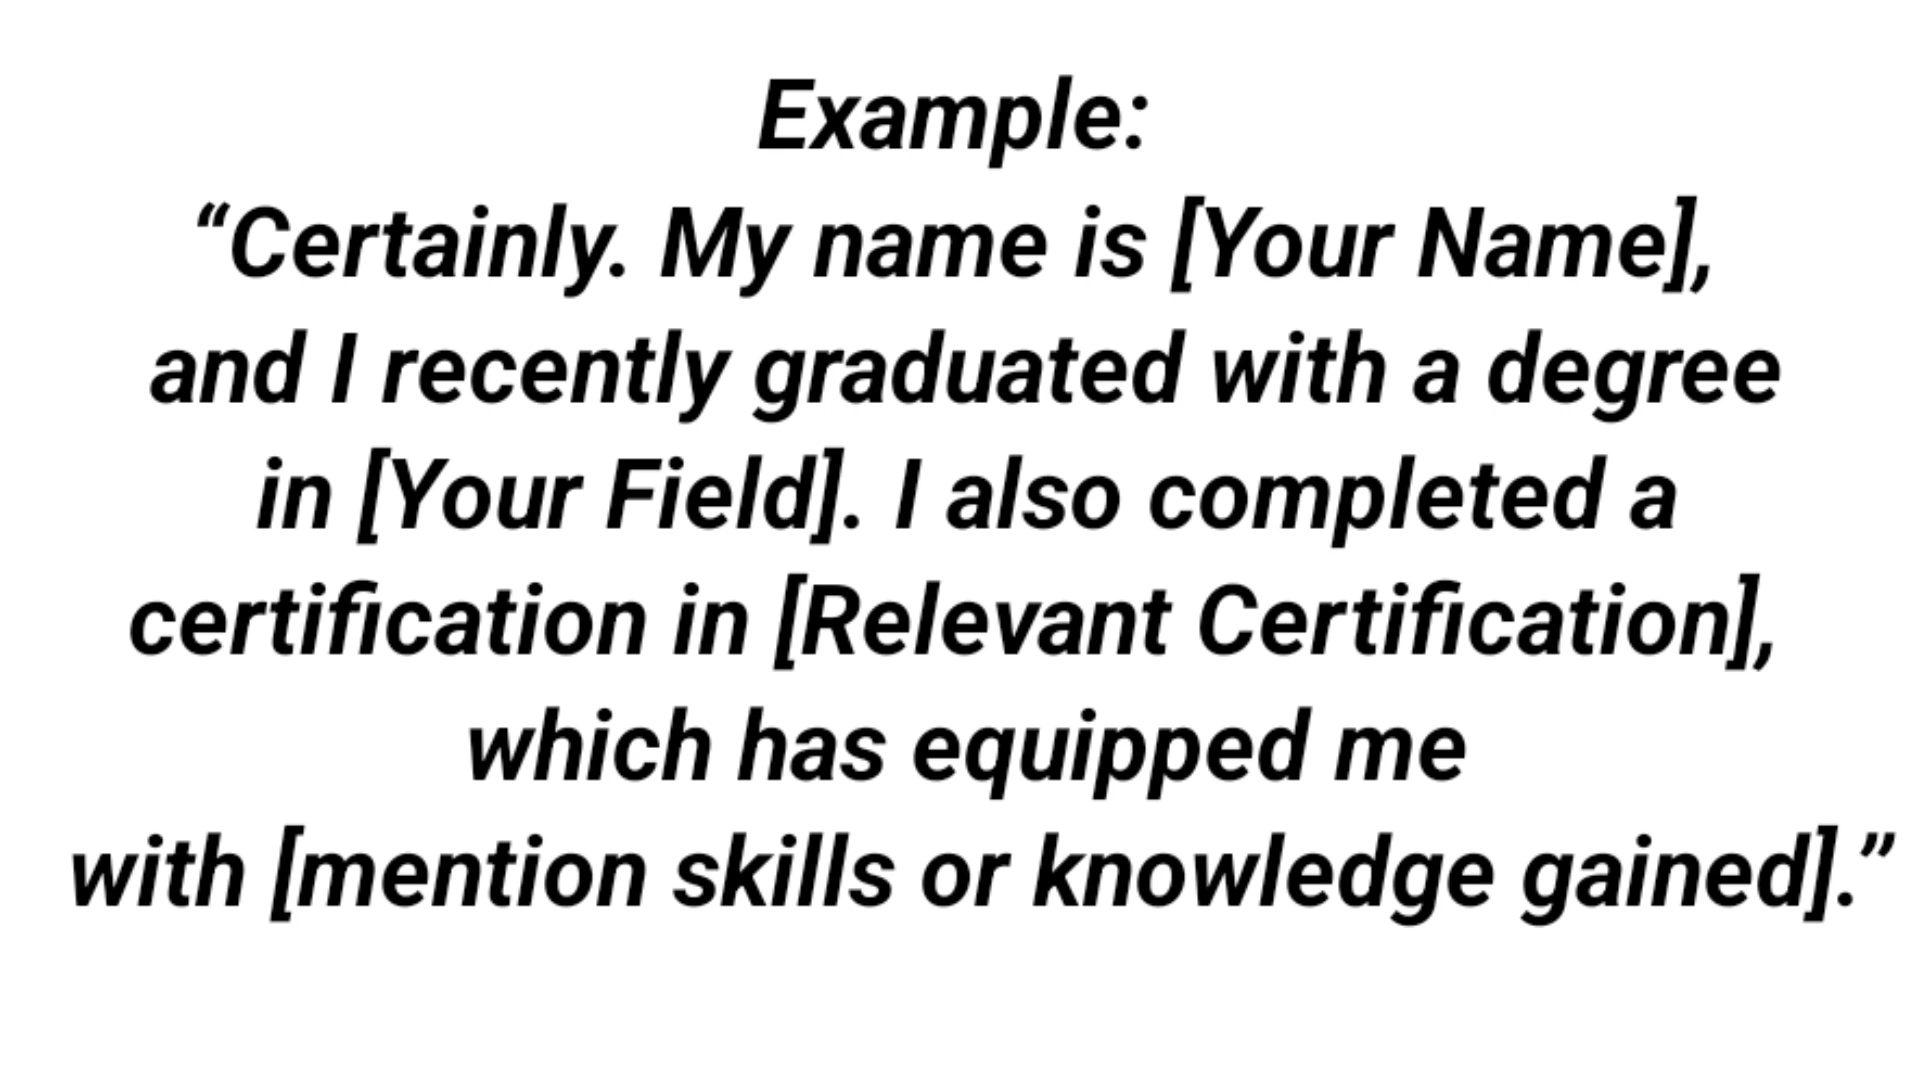 Example:
“Certainly. My name is [Your Name],
and I recently graduated with a degree
in [Your Field]. I also completed a
certification in [Relevant Certification],
which has equipped me
with [mention skills or knowledge gained].”